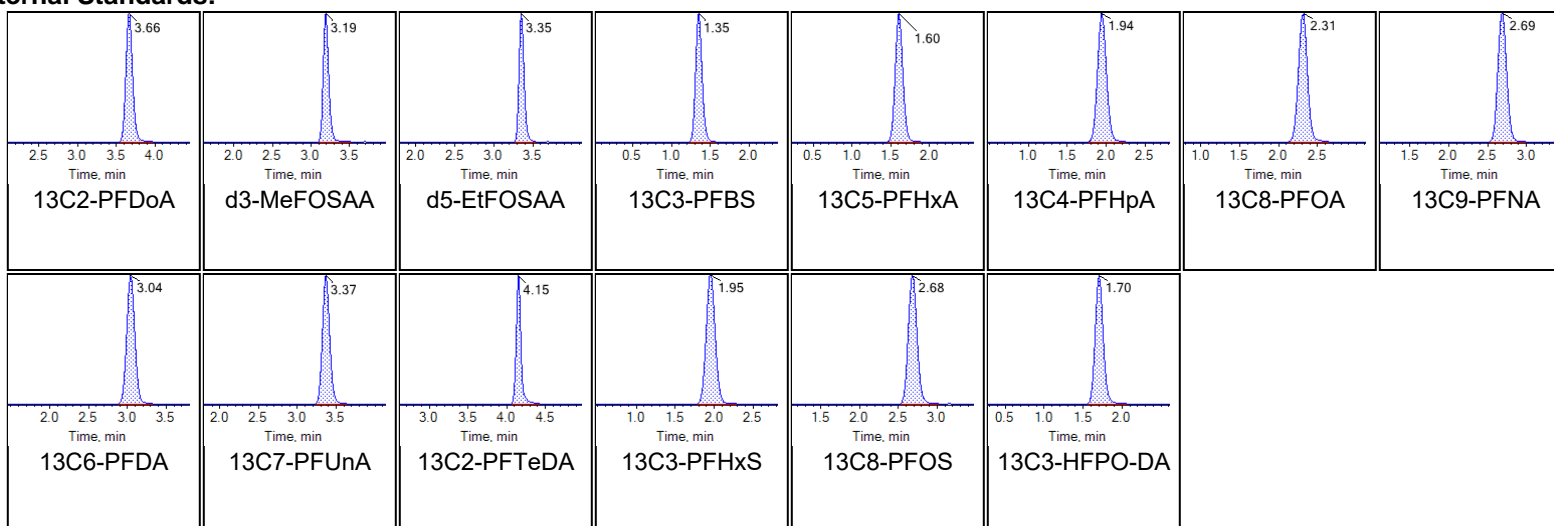 ternal Standards:
3.66 3.19 3.35 1.35 1.60 1.94 2.31 2.69
2.5 3.0 3.5 4.0 2.0 2.5 3.0 3.5 2.0 2.5 3.0 3.5 0.5 1.0 1.5 2.0 0.5 1.0 1.5 2.0 1.0 1.5 2.0 2.5 1.0 1.5 2.0 2.5 1.5 2.0 2.5 3.0
Time, min Time, min Time, min Time, min Time, min Time, min Time, min Time, min
13C2-PFDoA d3-MeFOSAA d5-EtFOSAA 13C3-PFBS 13C5-PFHxA 13C4-PFHpA 13C8-PFOA 13C9-PFNA
3.04 3.37 4.15 1.95 2.68 1.70
2.0 2.5 3.0 3.5 2.0 2.5 3.0 3.5 3.0 3.5 4.0 4.5 1.0 1.5 2.0 2.5 1.5 2.0 2.5 3.0 0.5 1.0 1.5 2.0
Time, min Time, min Time, min Time, min Time, min Time, min
13C6-PFDA 13C7-PFUnA 13C2-PFTeDA 13C3-PFHxS 13C8-PFOS 13C3-HFPO-DA